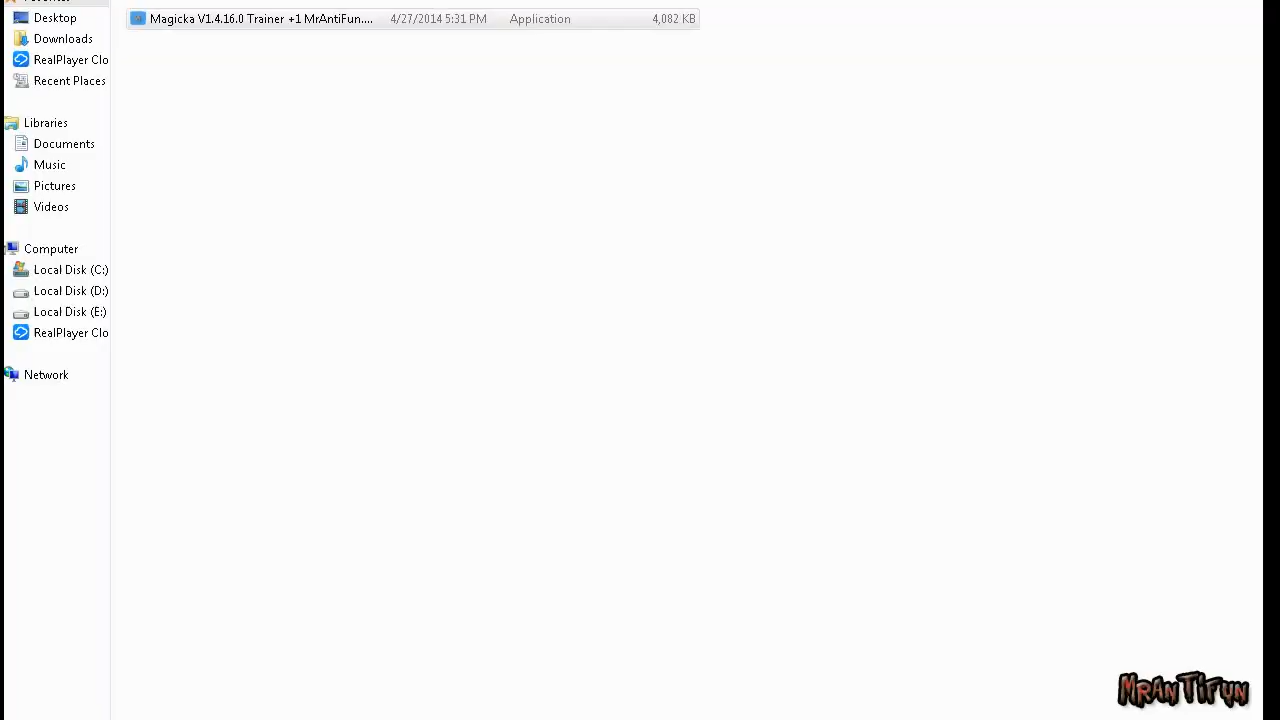 Desktop
Downloads
RealPlayer Clo
Recent Places
Libraries
Documents
Music
Pictures
Videos
Computer
Local Disk (C:)
Local Disk (D:)
Local Disk (E:)
RealPlayer Clo
Network
Magicka V1.4.16.0 Trainer +1 MrAntiFun.... 4/27/2014 5:31 PM Application 4,082 KB
MrAnTiFun